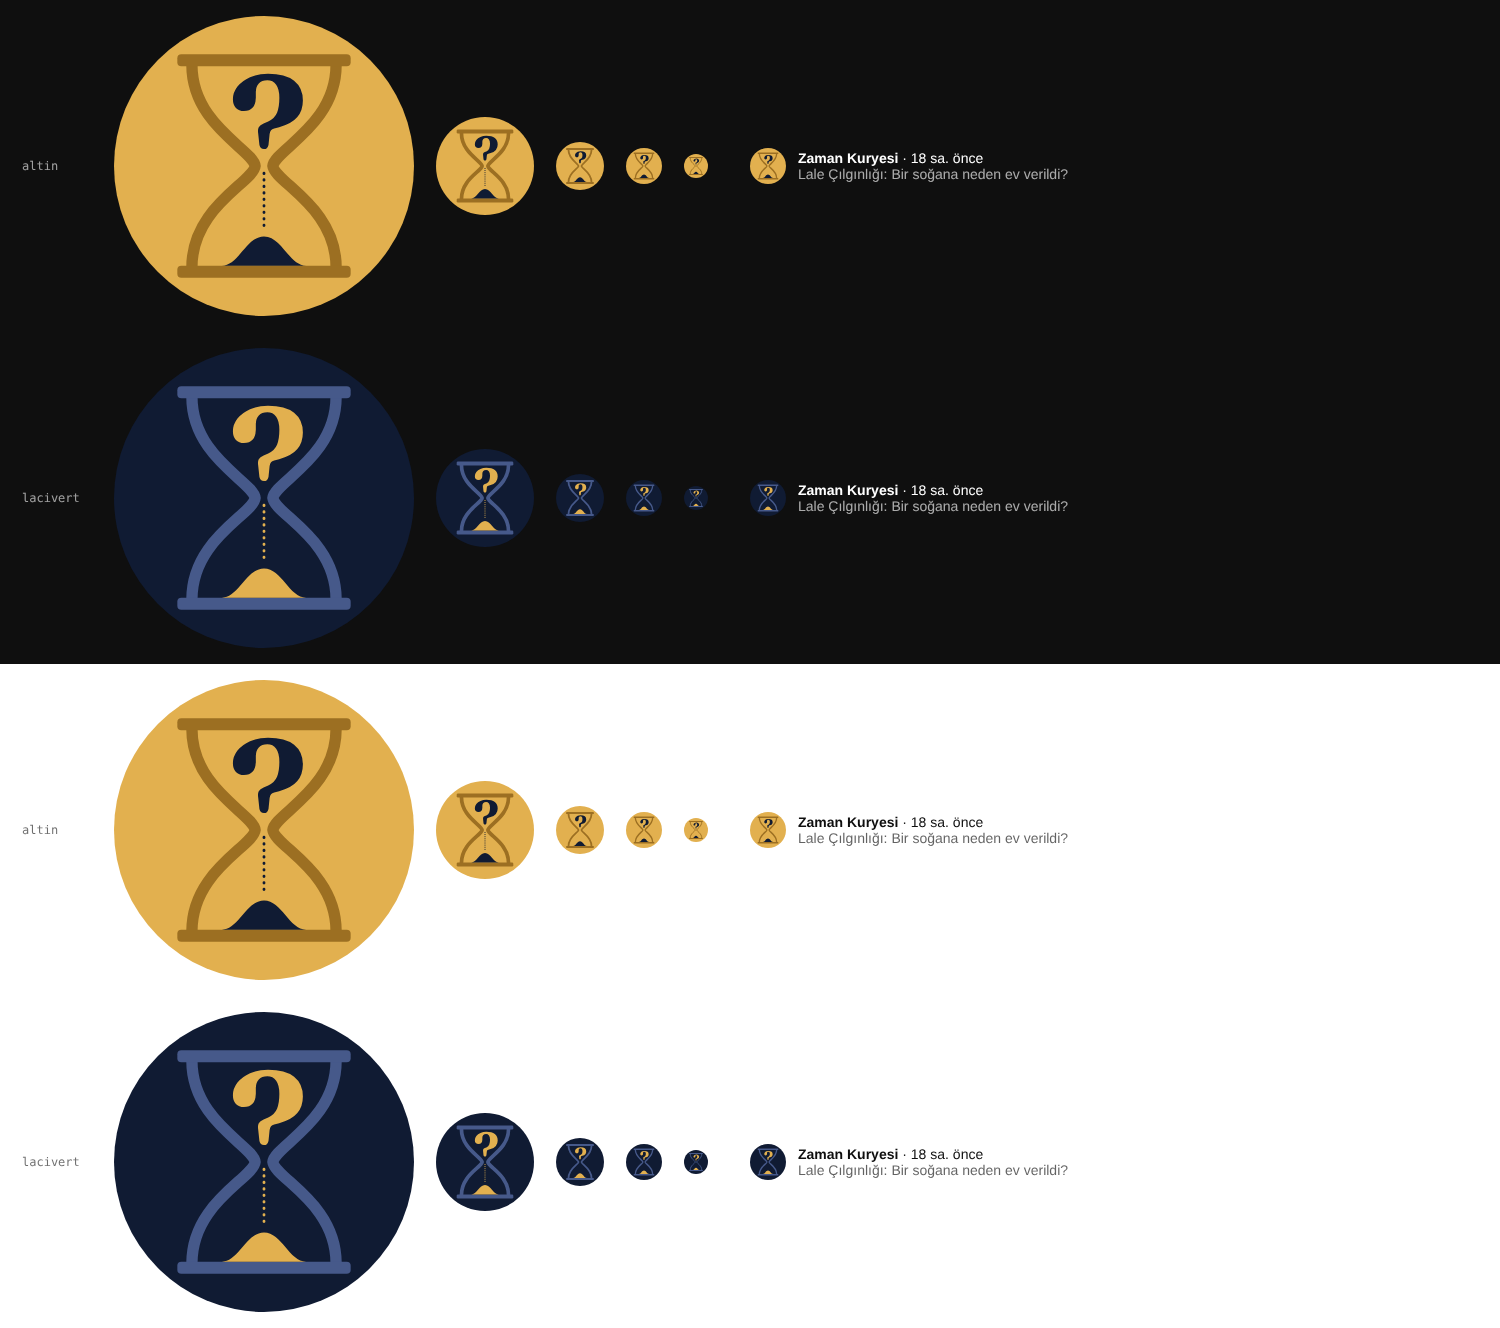 altin
Zaman Kuryesi · 18 sa. önce
Lale Çılgınlığı: Bir soğana neden ev verildi?
lacivert
Zaman Kuryesi · 18 sa. önce
Lale Çılgınlığı: Bir soğana neden ev verildi?
altin
Zaman Kuryesi · 18 sa. önce
Lale Çılgınlığı: Bir soğana neden ev verildi?
lacivert
Zaman Kuryesi · 18 sa. önce
Lale Çılgınlığı: Bir soğana neden ev verildi?